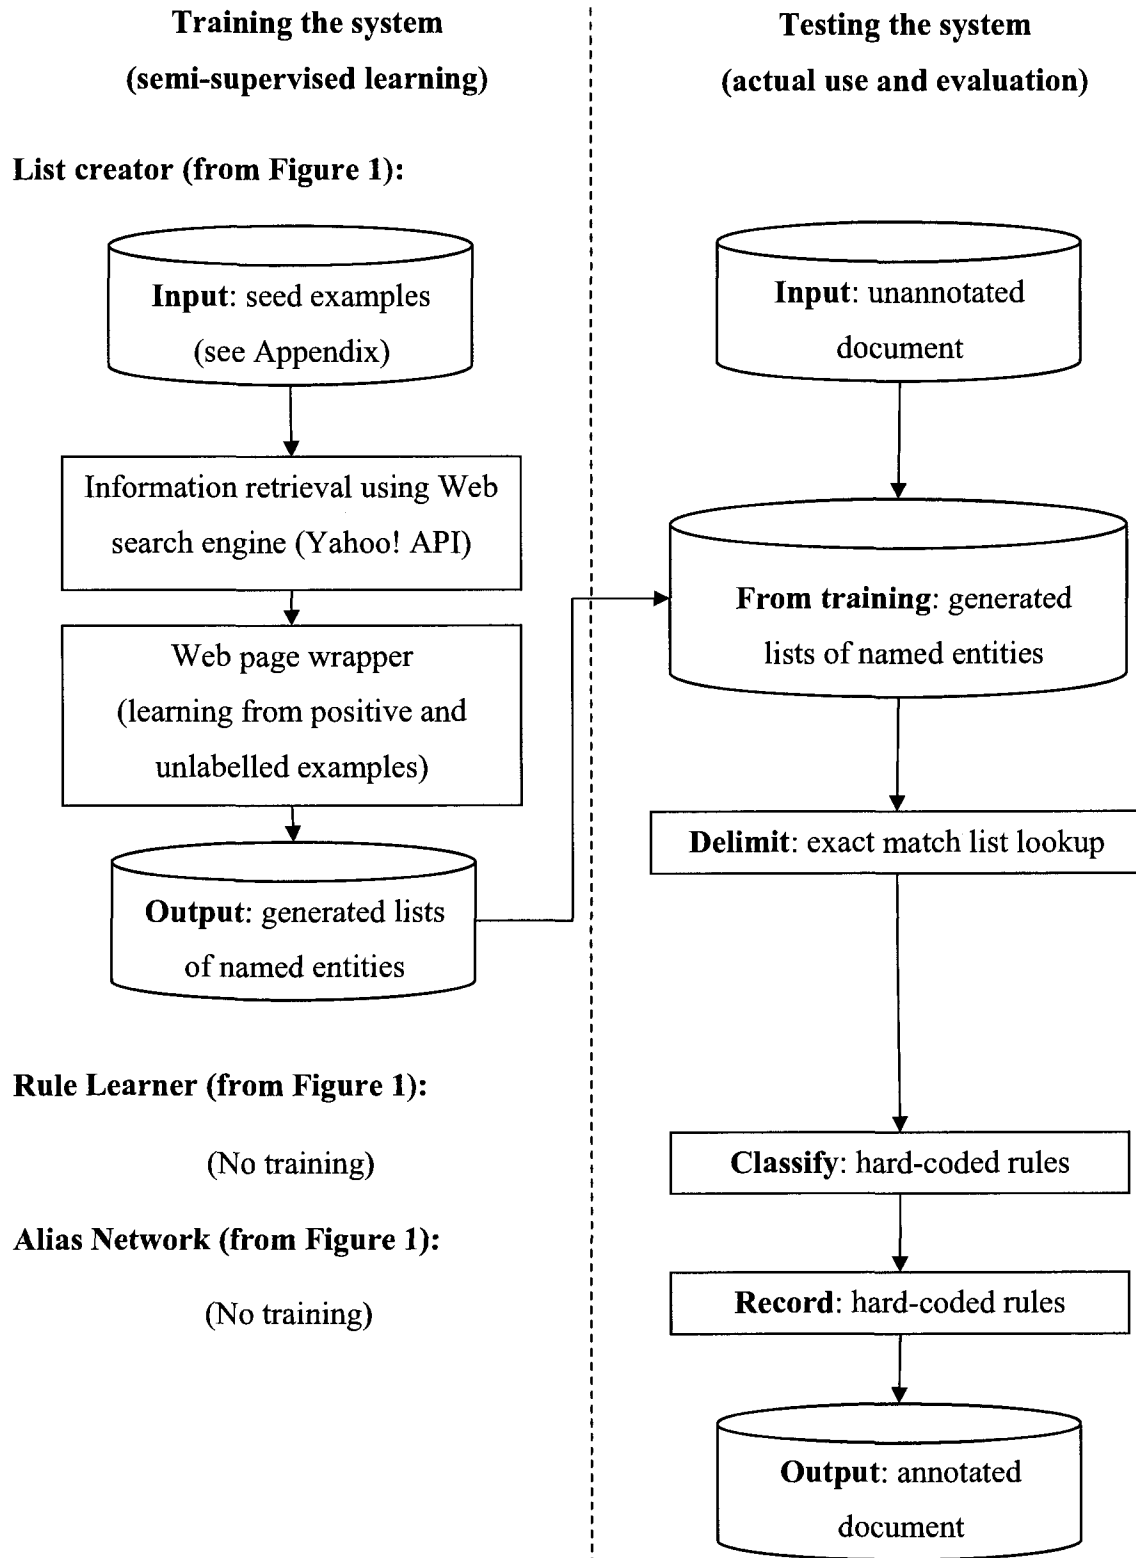 Training the system
(semi-supervised learning)
List creator (from Figure 1):
Input: seed examples
(see Appendix)
Information retrieval using Web
search engine (Yahoo! API)
Web page wrapper
(learning from positive and
unlabelled examples)
Output: generated lists
of named entities
Rule Learner (from Figure 1):
(No training)
Alias Network (from Figure 1):
(No training)
Testing the system
(actual use and evaluation)
Input: unannotated
document
From training: generated
lists of named entities
Delimit: exact match list lookup
Classify: hard-coded rules
Record: hard-coded rules
Output: annotated
document